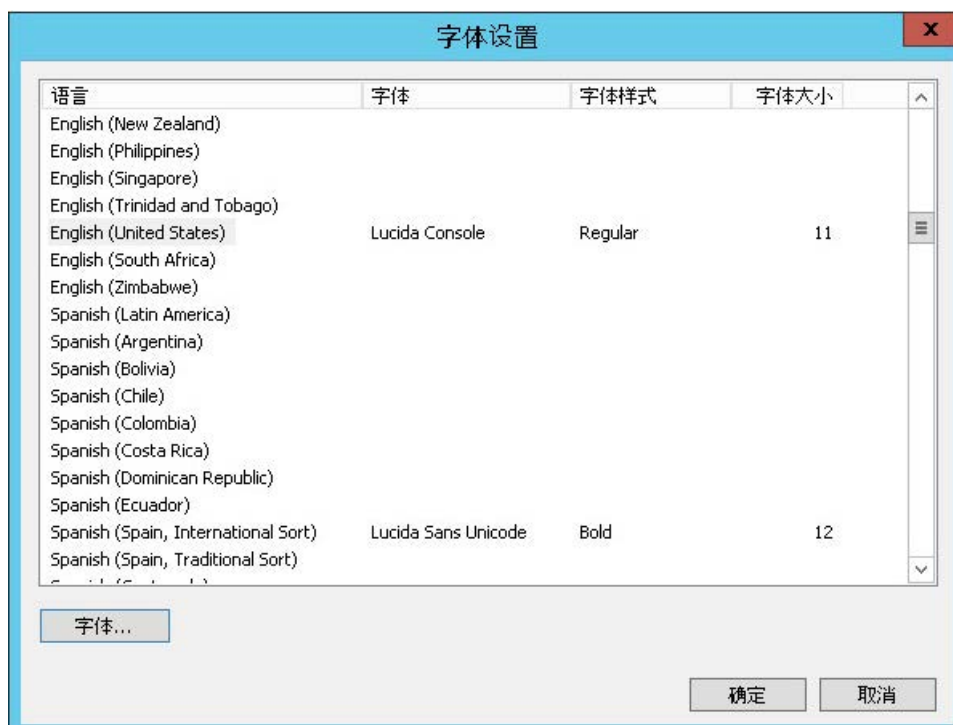 字体设置
x
语言 字体 字体样式 字体大小
English (New Zealand)
English (Philippines)
English (Singapore)
English (Trinidad and Tobago)
English (United States) Lucida Console Regular 11
English (South Africa)
English (Zimbabwe)
Spanish (Latin America)
Spanish (Argentina)
Spanish (Bolivia)
Spanish (Chile)
Spanish (Colombia)
Spanish (Costa Rica)
Spanish (Dominican Republic)
Spanish (Ecuador)
Spanish (Spain, International Sort) Lucida Sans Unicode Bold 12
Spanish (Spain, Traditional Sort)
字体...
确定 取消